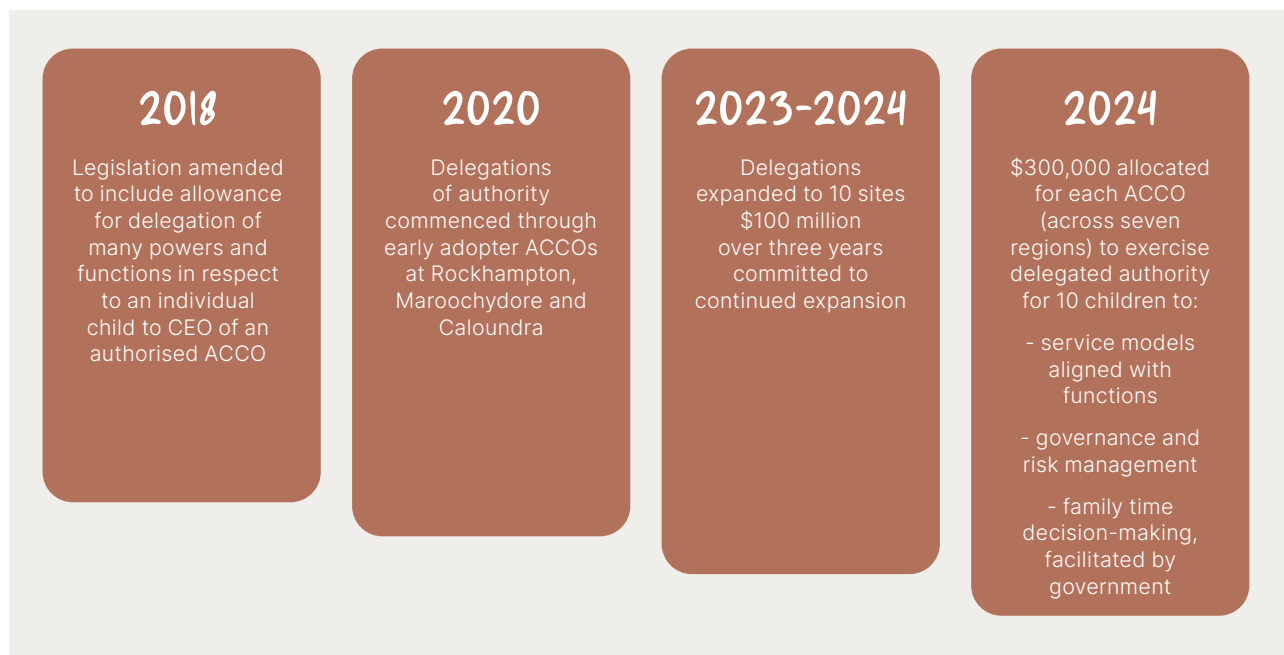 2018
Legislation amended
to include allowance
for delegation of
many powers and
functions in respect
to an individual
child to CEO of an
authorised ACCO
2020
Delegations
of authority
commenced through
early adopter ACCOs
at Rockhampton,
Maroochydore and
Caloundra
2023-2024
Delegations
expanded to 10 sites
$100 million
over three years
committed to
continued expansion
2024
$300,000 allocated
for each ACCO
(across seven
regions) to exercise
delegated authority
for 10 children to:
- service models
aligned with
functions
- governance and
risk management
- family time
decision-making,
facilitated by
government